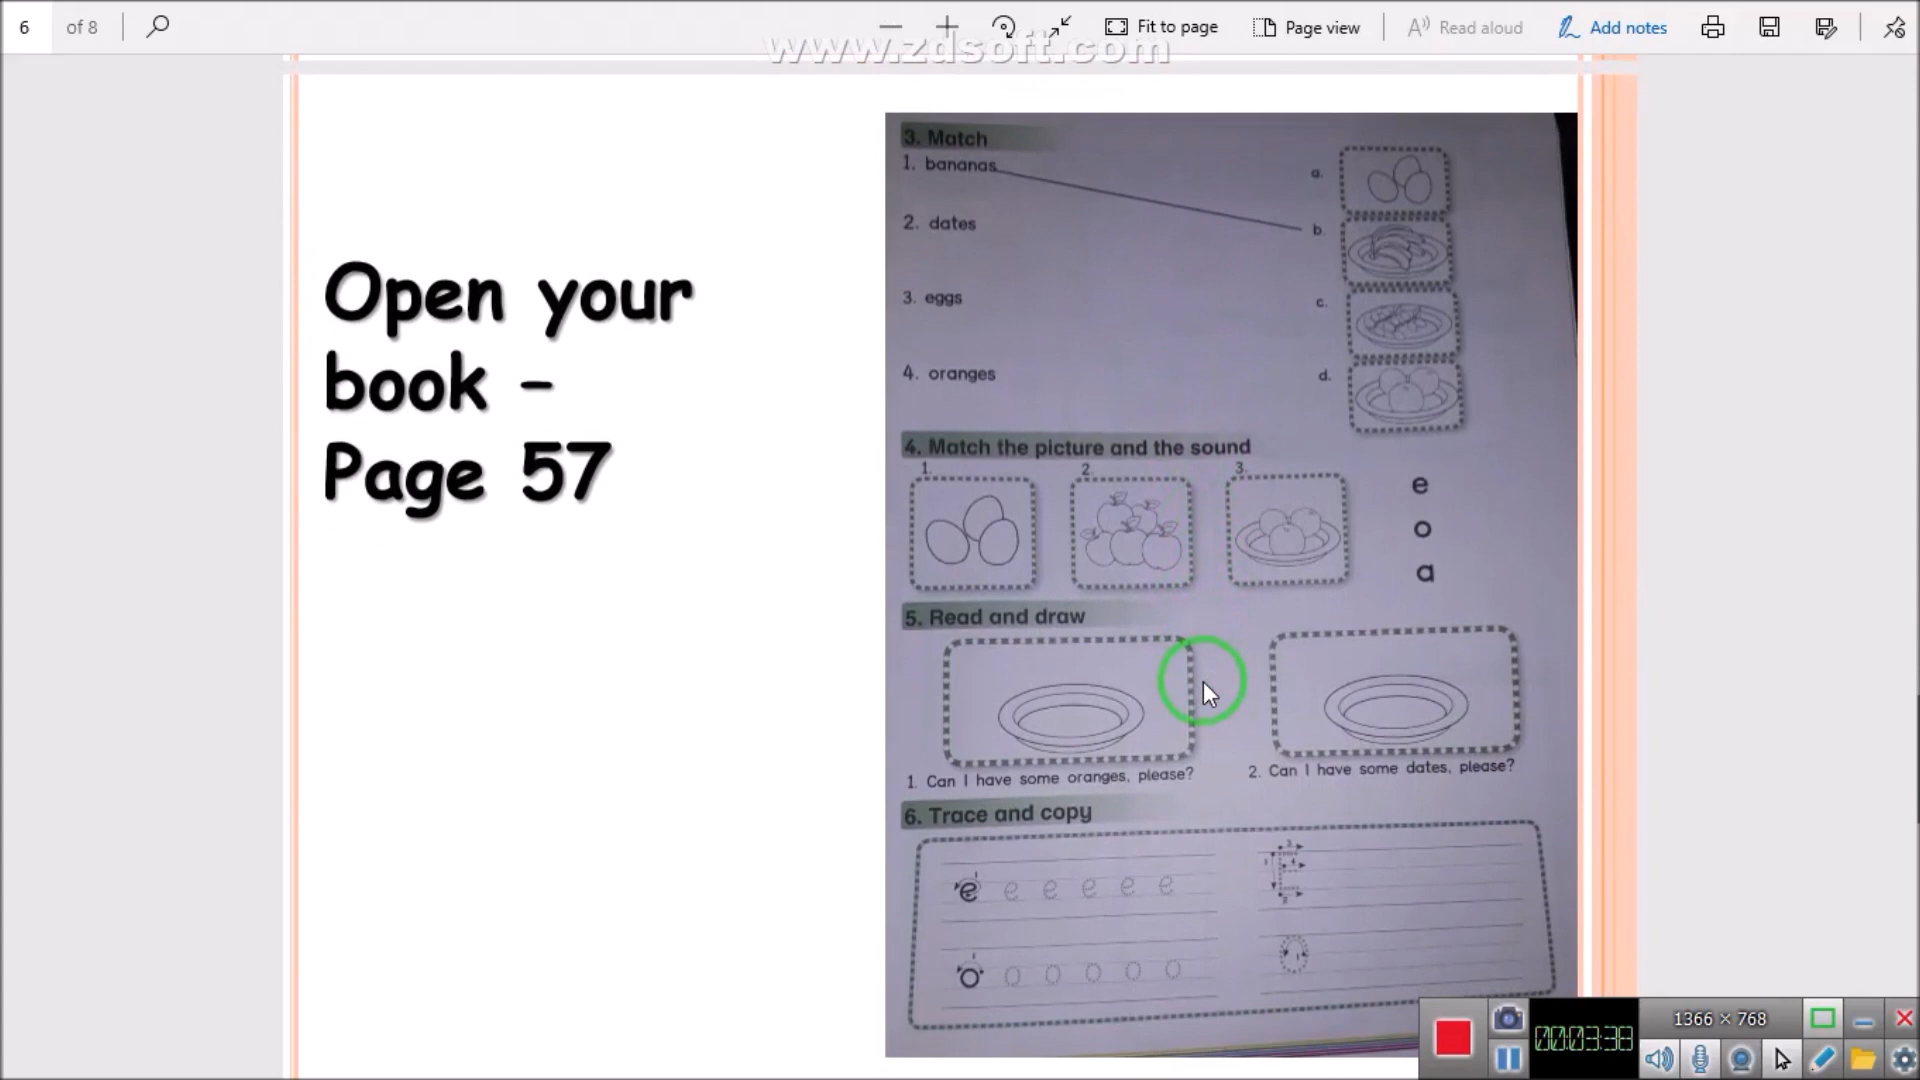 6 of 8
Fit to page
Page view
Read aloud
Add notes
www.zdsoft.com
Open your
book –
Page 57
3. Match
1. bananas
a.
2. dates
b.
3. eggs
c.
4. oranges
d.
4. Match the picture and the sound
1. 2. 3.
e
o
a
5. Read and draw
1. Can I have some oranges, please?
2. Can I have some dates, please?
6. Trace and copy
e e e e e e
E
o o o o o o
O
00:03:38
1366 × 768